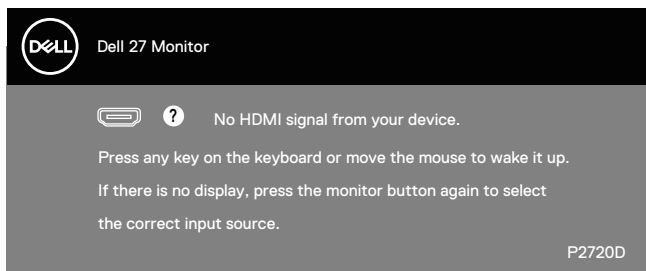 DELL
Dell 27 Monitor
? No HDMI signal from your device.
Press any key on the keyboard or move the mouse to wake it up.
If there is no display, press the monitor button again to select
the correct input source.
P2720D